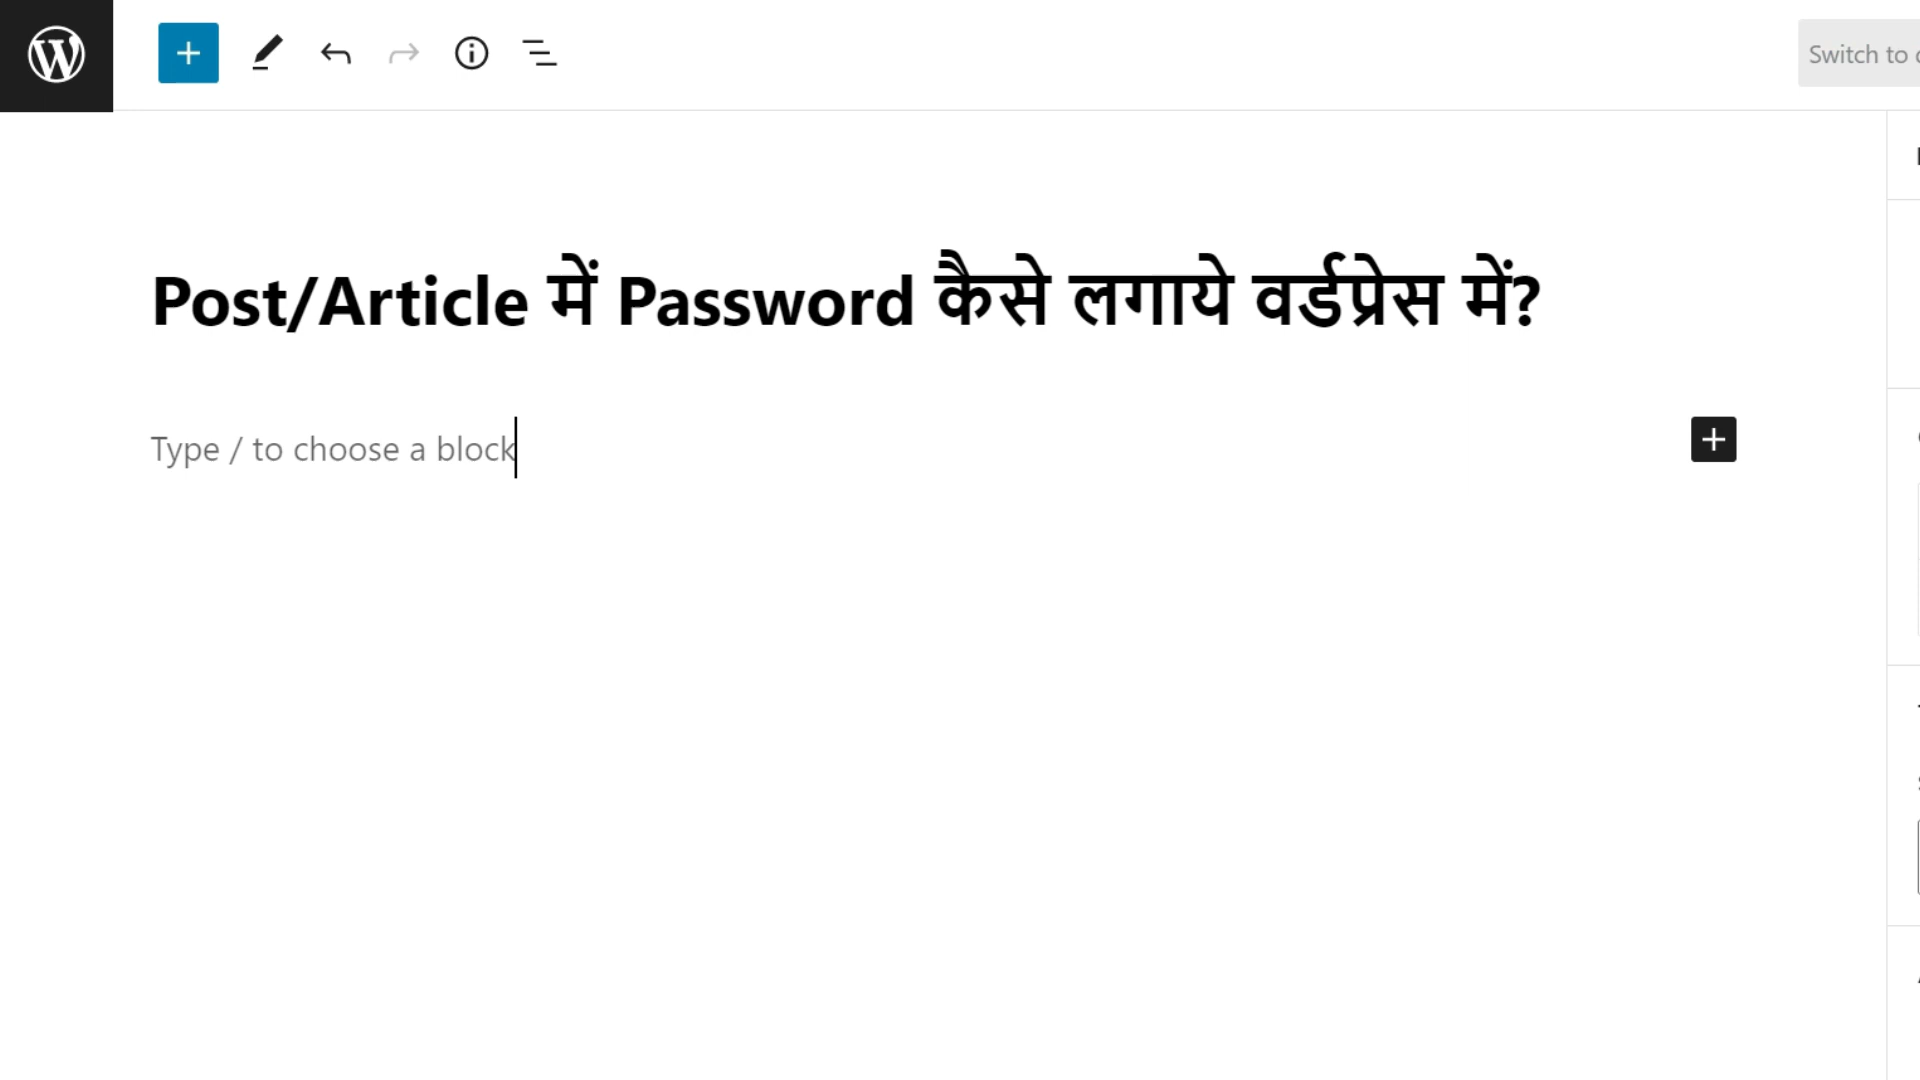 Switch to
Post/Article में Password कैसे लगाये वर्डप्रेस में?
Type / to choose a block